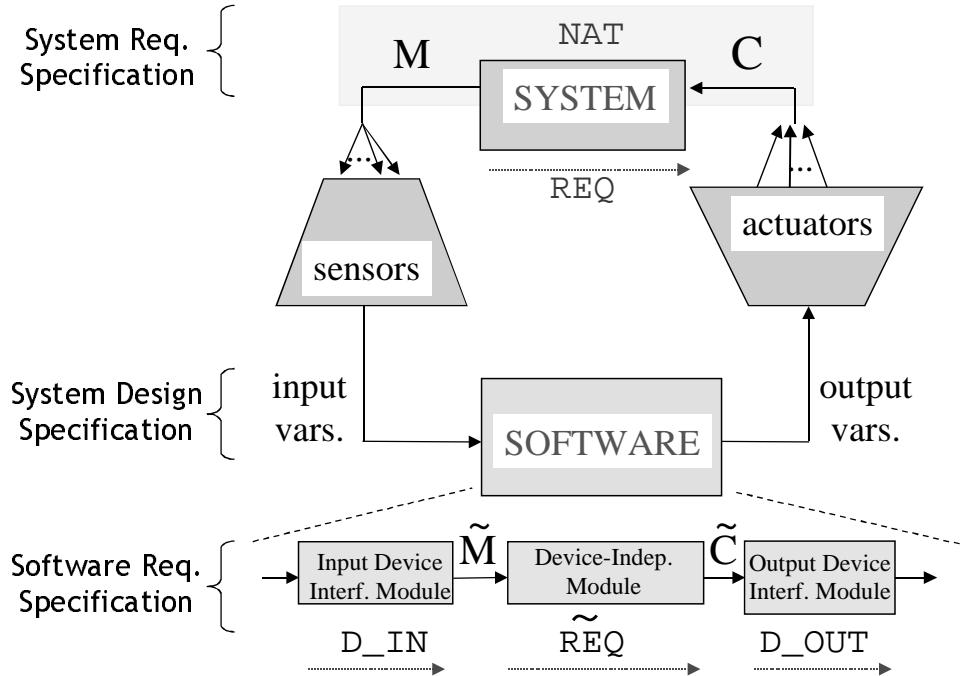 System Req.
Specification
NAT
M
C
SYSTEM
...
...
REQ
sensors
actuators
System Design
Specification
input
vars.
SOFTWARE
output
vars.
Software Req.
Specification
Input Device
Interf. Module
M̃
Device-Indep.
Module
C̃
Output Device
Interf. Module
D_IN
RẼQ
D_OUT